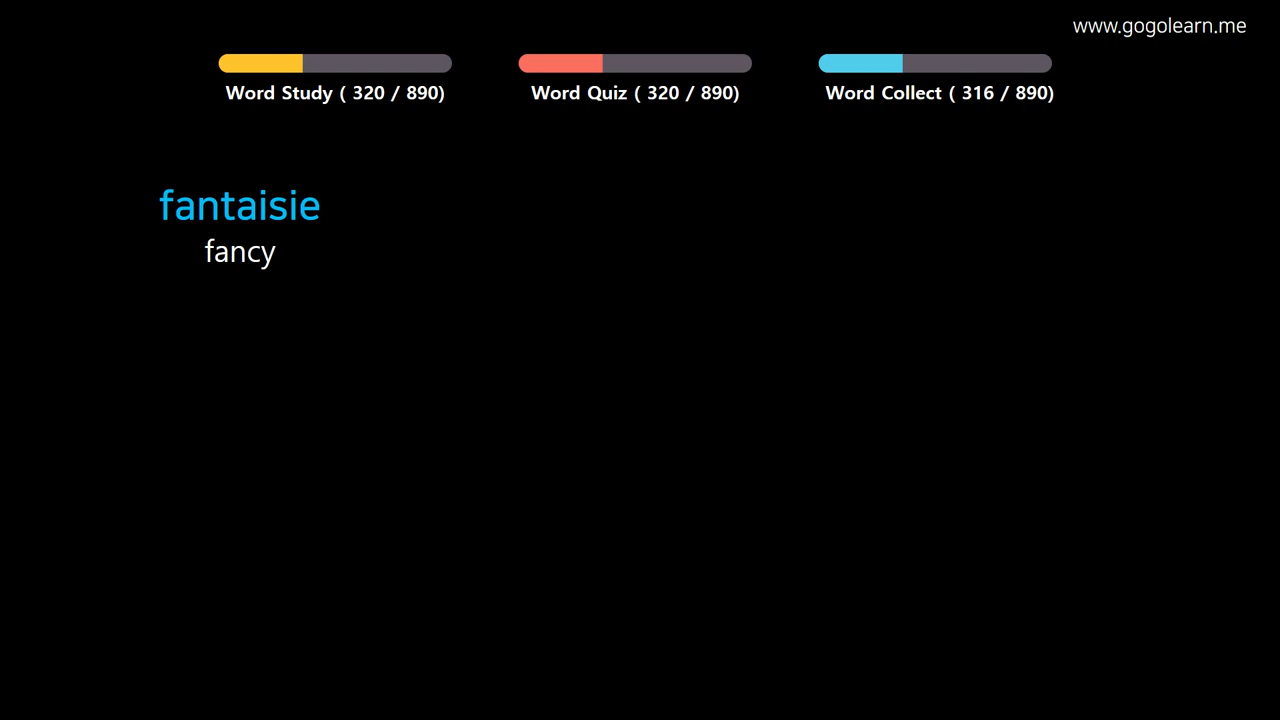 www.gogolearn.me
Word Study ( 320 / 890)
Word Quiz ( 320 / 890)
Word Collect ( 316 / 890)
fantaisie
fancy